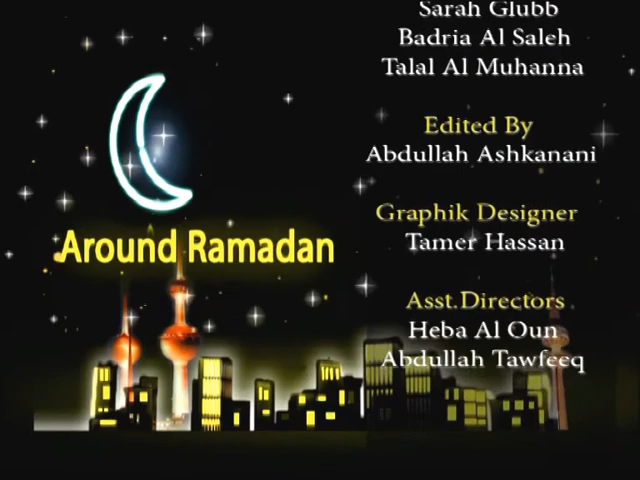 Sarah Glubb
Badria Al Saleh
Talal Al Muhanna
Edited By
Abdullah Ashkanani
Graphik Designer
Tamer Hassan
Asst.Directors
Heba Al Oun
Abdullah Tawfeeq
Around Ramadan